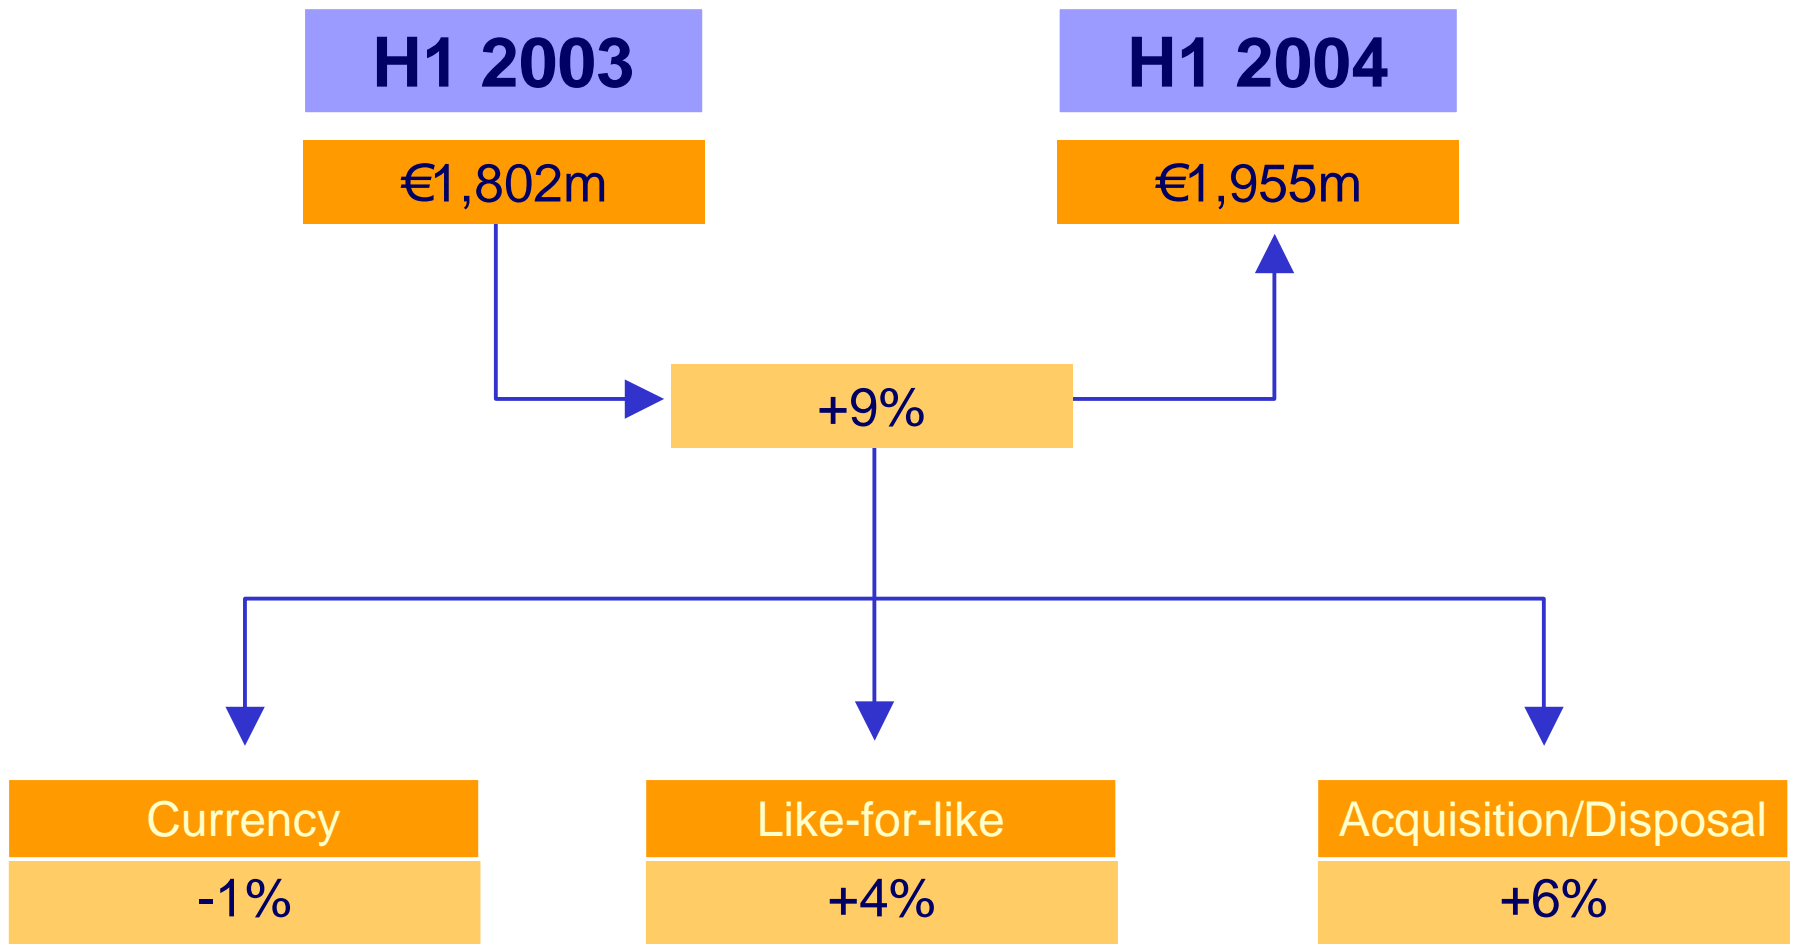 H1 2003
H1 2004
€1,802m
€1,955m
+9%
Currency
Like-for-like
Acquisition/Disposal
-1%
+4%
+6%